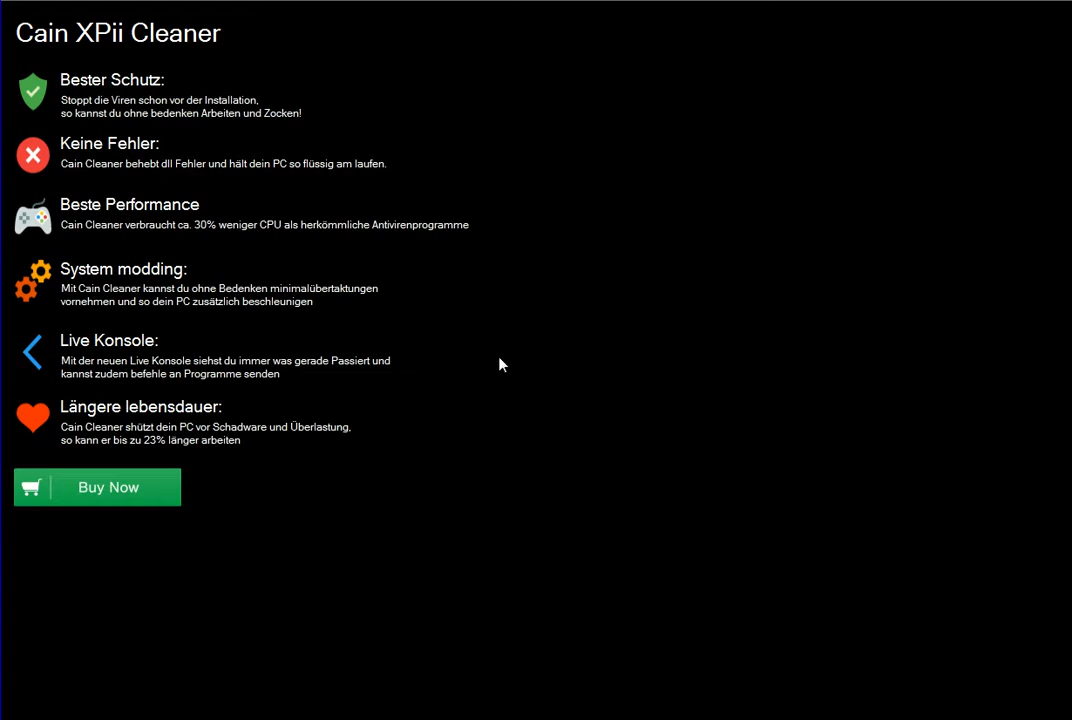 Cain XPii Cleaner
Bester Schutz:
Stoppt die Viren schon vor der Installation,
so kannst du ohne bedenken Arbeiten und Zocken!
Keine Fehler:
Cain Cleaner behebt dll Fehler und hält dein PC so flüssig am laufen.
Beste Performance
Cain Cleaner verbraucht ca. 30% weniger CPU als herkömmliche Antivirenprogramme
System modding:
Mit Cain Cleaner kannst du ohne Bedenken minimalübertaktungen
vornehmen und so dein PC zusätzlich beschleunigen
Live Konsole:
Mit der neuen Live Konsole siehst du immer was gerade Passiert und
kannst zudem befehle an Programme senden
Längere lebensdauer:
Cain Cleaner shützt dein PC vor Schadware und Überlastung,
so kann er bis zu 23% länger arbeiten
Buy Now